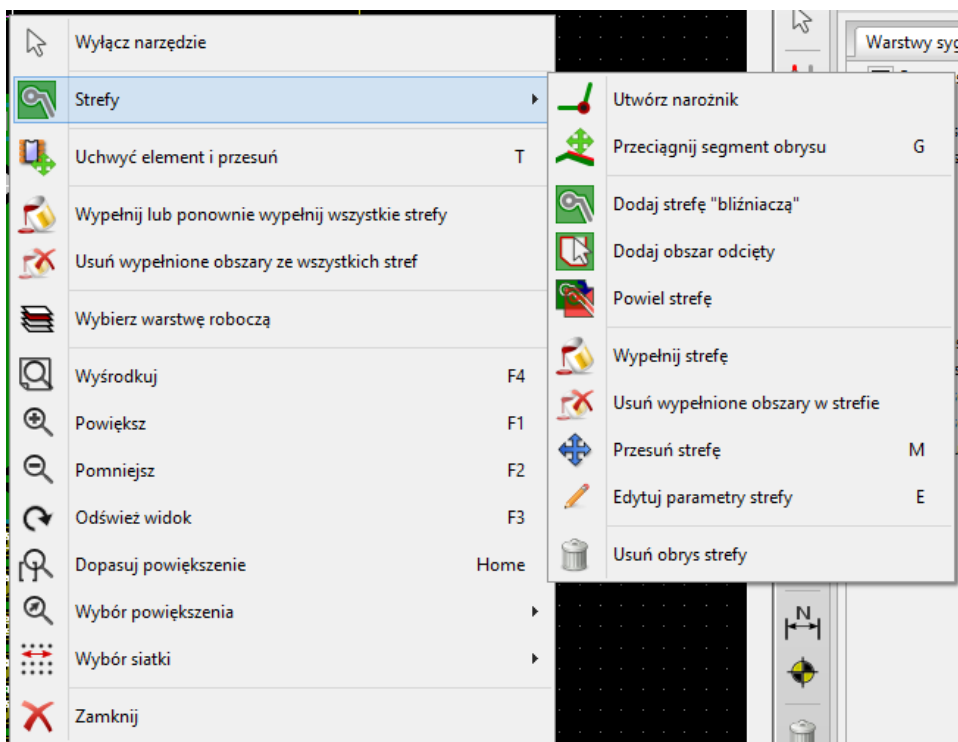 Wyłącz narzędzie
Strefy
Uchwyć element i przesuń T
Wypełnij lub ponownie wypełnij wszystkie strefy
Usuń wypełnione obszary ze wszystkich stref
Wybierz warstwę roboczą
Wyśrodkuj F4
Powiększ F1
Pomniejsz F2
Odśwież widok F3
Dopasuj powiększenie Home
Wybór powiększenia
Wybór siatki
Zamknij
Warstwy syg
Utwórz narożnik
Przeciągnij segment obrysu G
Dodaj strefę "bliźniaczą"
Dodaj obszar odcięty
Powiel strefę
Wypełnij strefę
Usuń wypełnione obszary w strefie
Przesuń strefę M
Edytuj parametry strefy E
Usuń obrys strefy
N